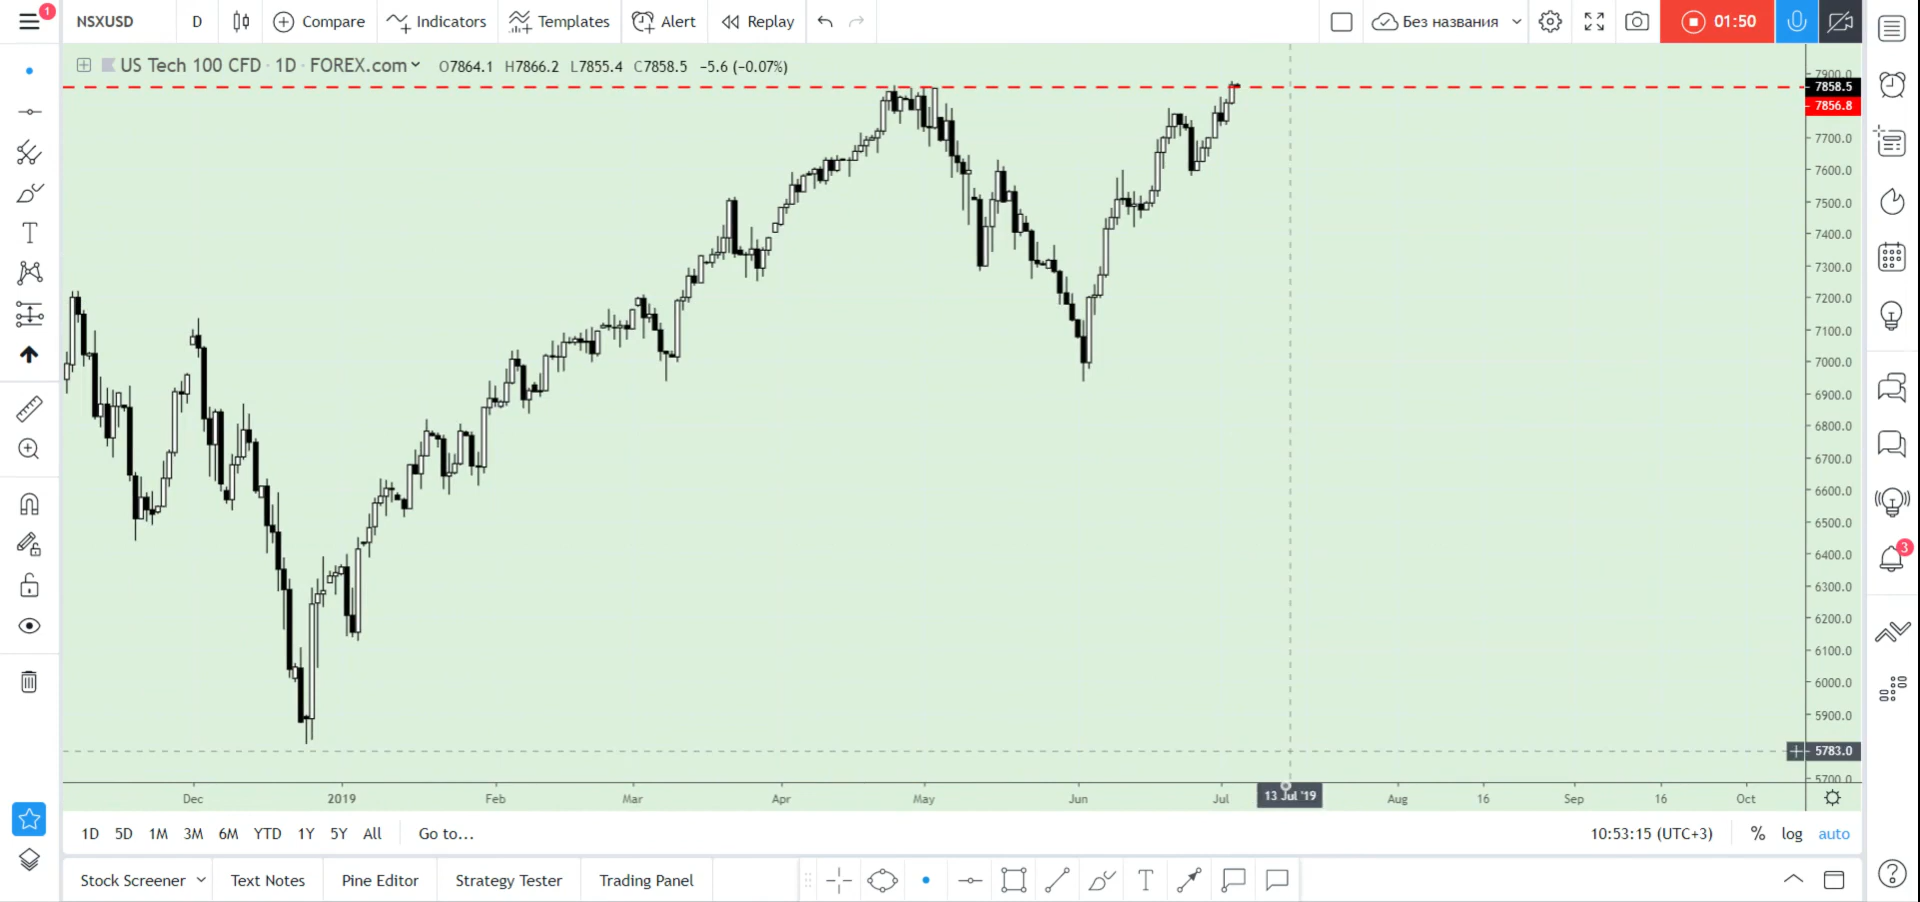 1
NSXUSD
D
Compare
Indicators
Templates
Alert
Replay
Без названия
01:50
US Tech 100 CFD · 1D · FOREX.com
O7864.1 H7866.2 L7855.4 C7858.5 −5.6 (−0.07%)
7900.0
7858.5
7856.8
7700.0
7600.0
7500.0
7400.0
7300.0
7200.0
7100.0
7000.0
6900.0
6800.0
6700.0
6600.0
6500.0
6400.0
6300.0
6200.0
6100.0
6000.0
5900.0
5783.0
5700.0
3
Dec 2019 Feb Mar Apr May Jun Jul 13 Jul '19 Aug 16 Sep 16 Oct
1D 5D 1M 3M 6M YTD 1Y 5Y All Go to...
10:53:15 (UTC+3) % log auto
Stock Screener Text Notes Pine Editor Strategy Tester Trading Panel